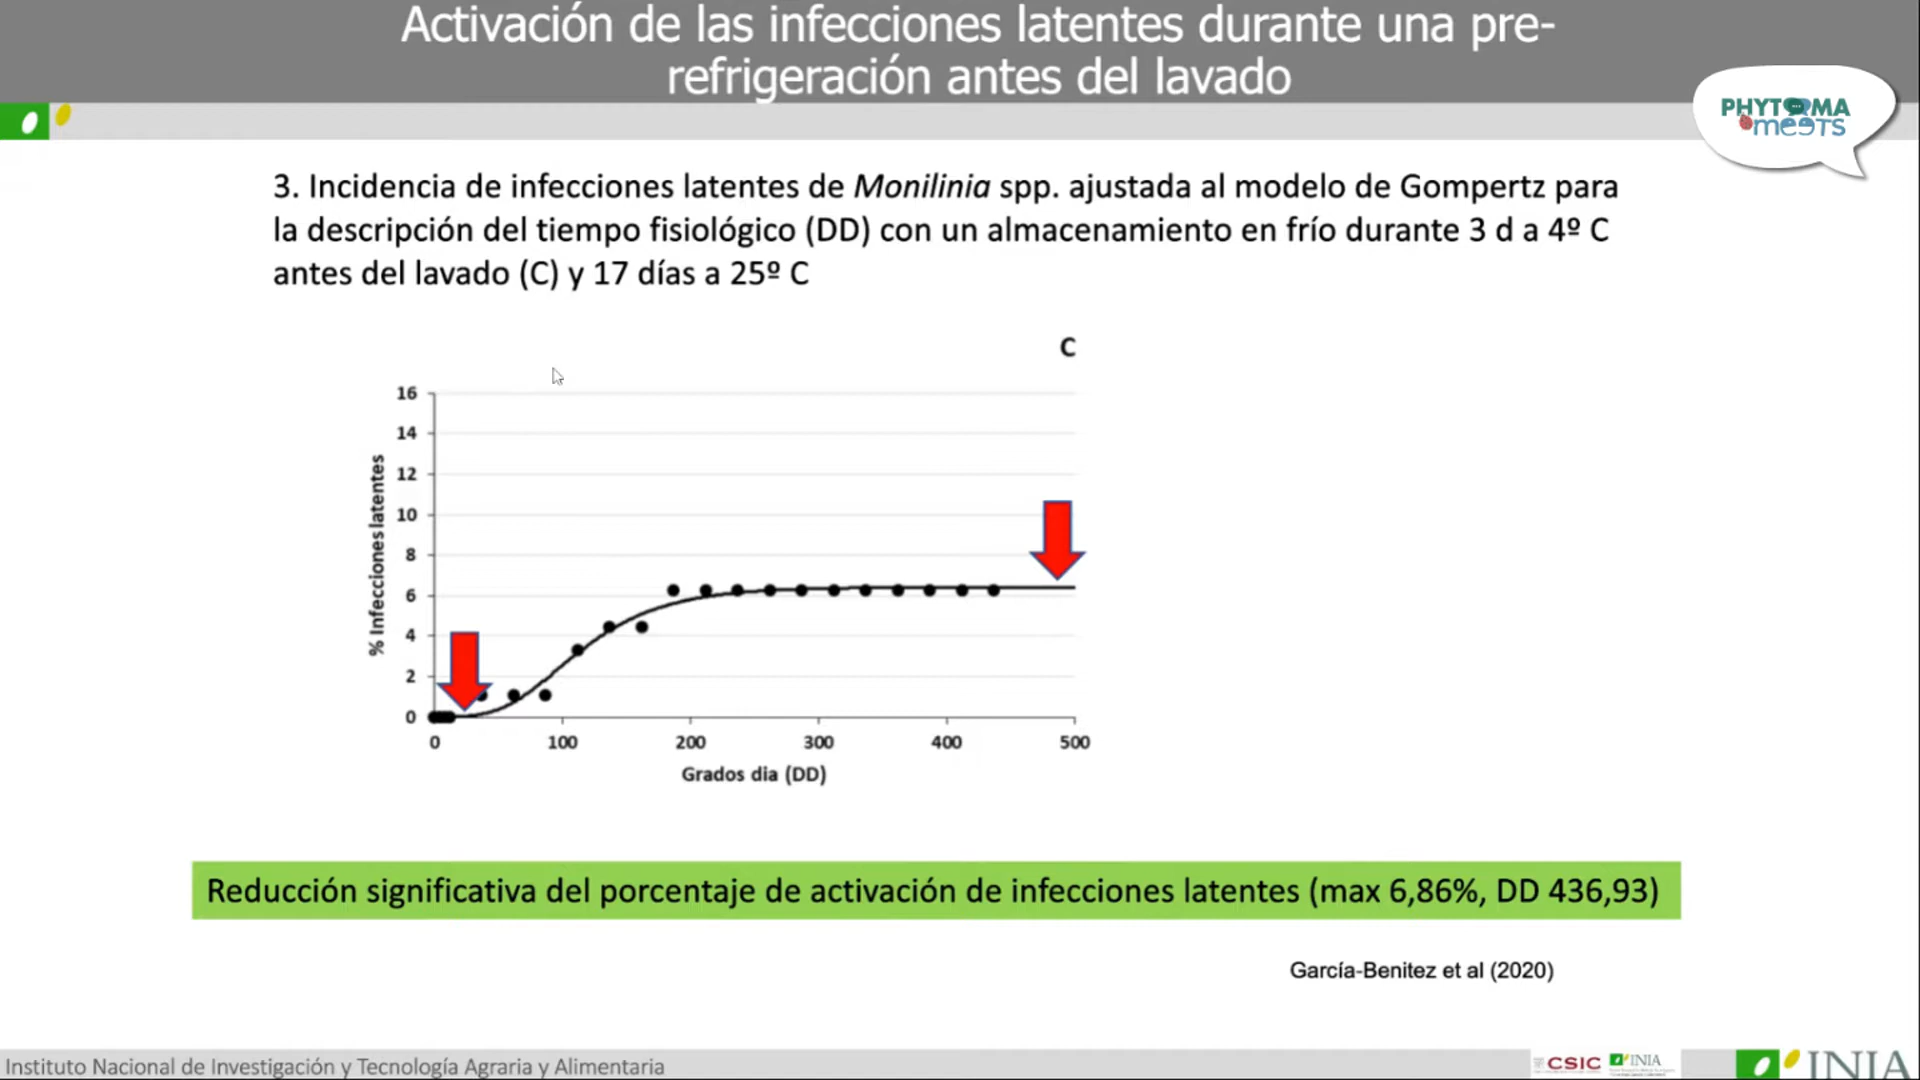 Activación de las infecciones latentes durante una pre-
refrigeración antes del lavado
PHYTOMA
meets
3. Incidencia de infecciones latentes de Monilinia spp. ajustada al modelo de Gompertz para
la descripción del tiempo fisiológico (DD) con un almacenamiento en frío durante 3 d a 4º C
antes del lavado (C) y 17 días a 25º C
C
16
14
12
10
8
6
4
2
0
% Infecciones latentes
0 100 200 300 400 500
Grados dia (DD)
Reducción significativa del porcentaje de activación de infecciones latentes (max 6,86%, DD 436,93)
García-Benitez et al (2020)
Instituto Nacional de Investigación y Tecnología Agraria y Alimentaria
CSIC
INIA
INIA